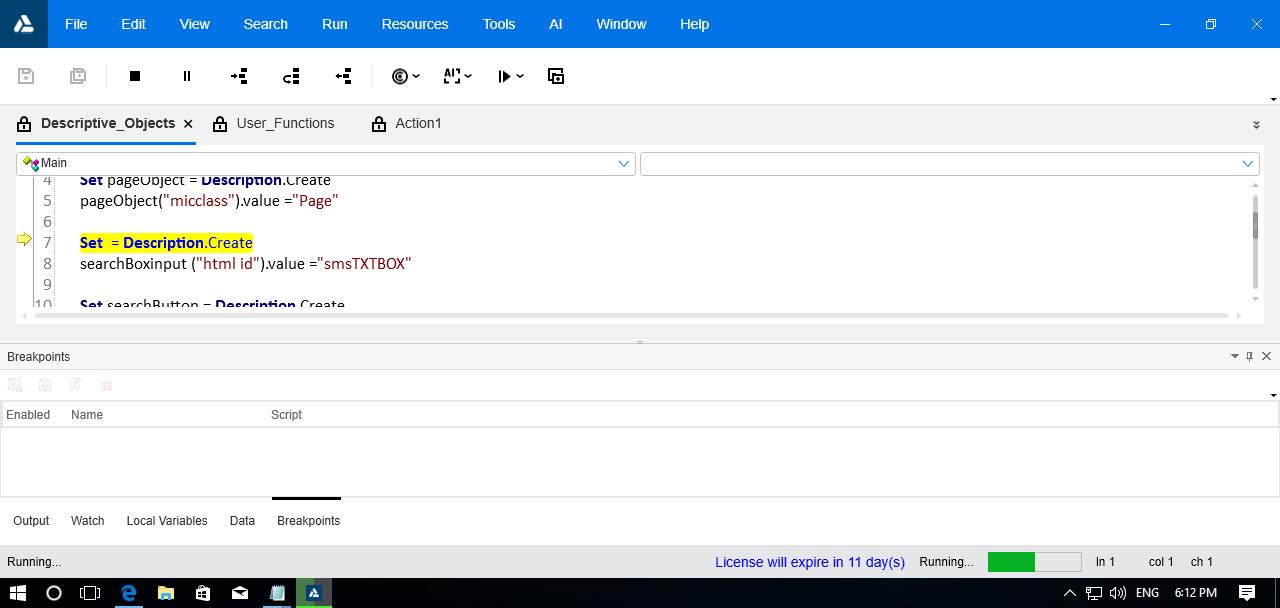 File Edit View Search Run Resources Tools AI Window Help
AI
Descriptive_Objects User_Functions Action1
Main
4 Set pageObject = Description.Create
5 pageObject("micclass").value ="Page"
6
7 Set  = Description.Create
8 searchBoxinput ("html id").value ="smsTXTBOX"
9
10 Set searchButton = Description.Create
Breakpoints
Enabled Name Script
Output Watch Local Variables Data Breakpoints
Running... License will expire in 11 day(s) Running... ln 1 col 1 ch 1
ENG 6:12 PM